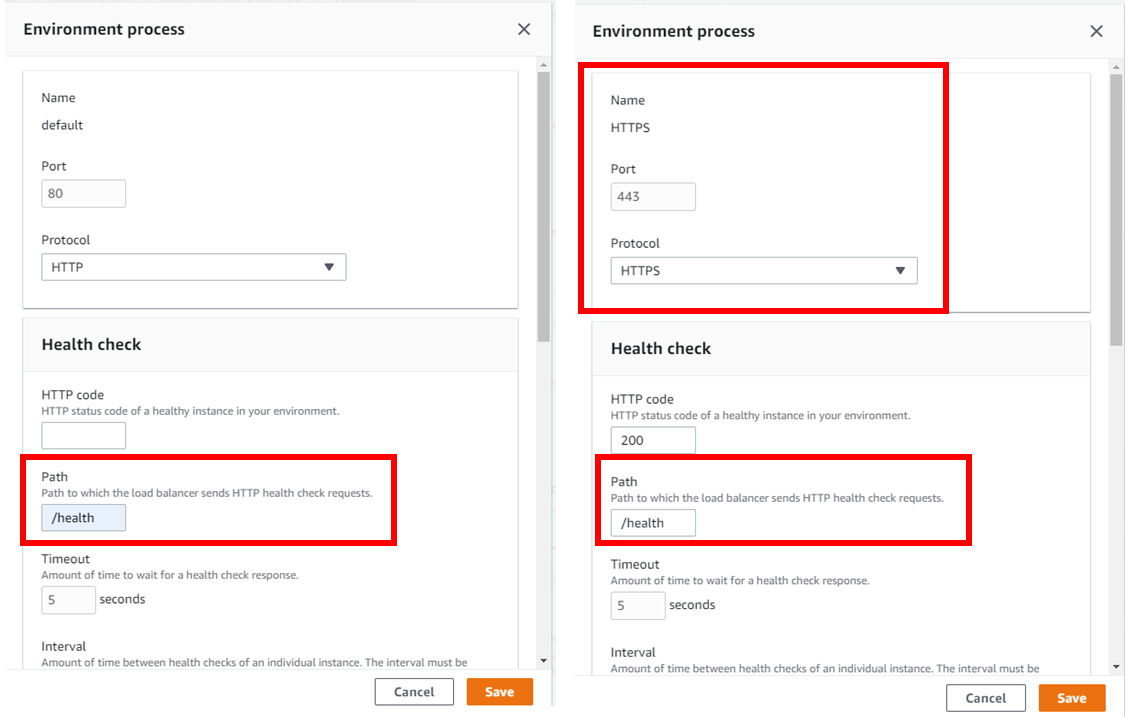 Environment process
Name
default
Port
80
Protocol
HTTP
Health check
HTTP code
HTTP status code of a healthy instance in your environment.
Path
Path to which the load balancer sends HTTP health check requests.
/health
Timeout
Amount of time to wait for a health check response.
5 seconds
Interval
Amount of time between health checks of an individual instance. The interval must be
Cancel Save
Environment process
Name
HTTPS
Port
443
Protocol
HTTPS
Health check
HTTP code
HTTP status code of a healthy instance in your environment.
200
Path
Path to which the load balancer sends HTTP health check requests.
/health
Timeout
Amount of time to wait for a health check response.
5 seconds
Interval
Amount of time between health checks of an individual instance. The interval must be
Cancel Save